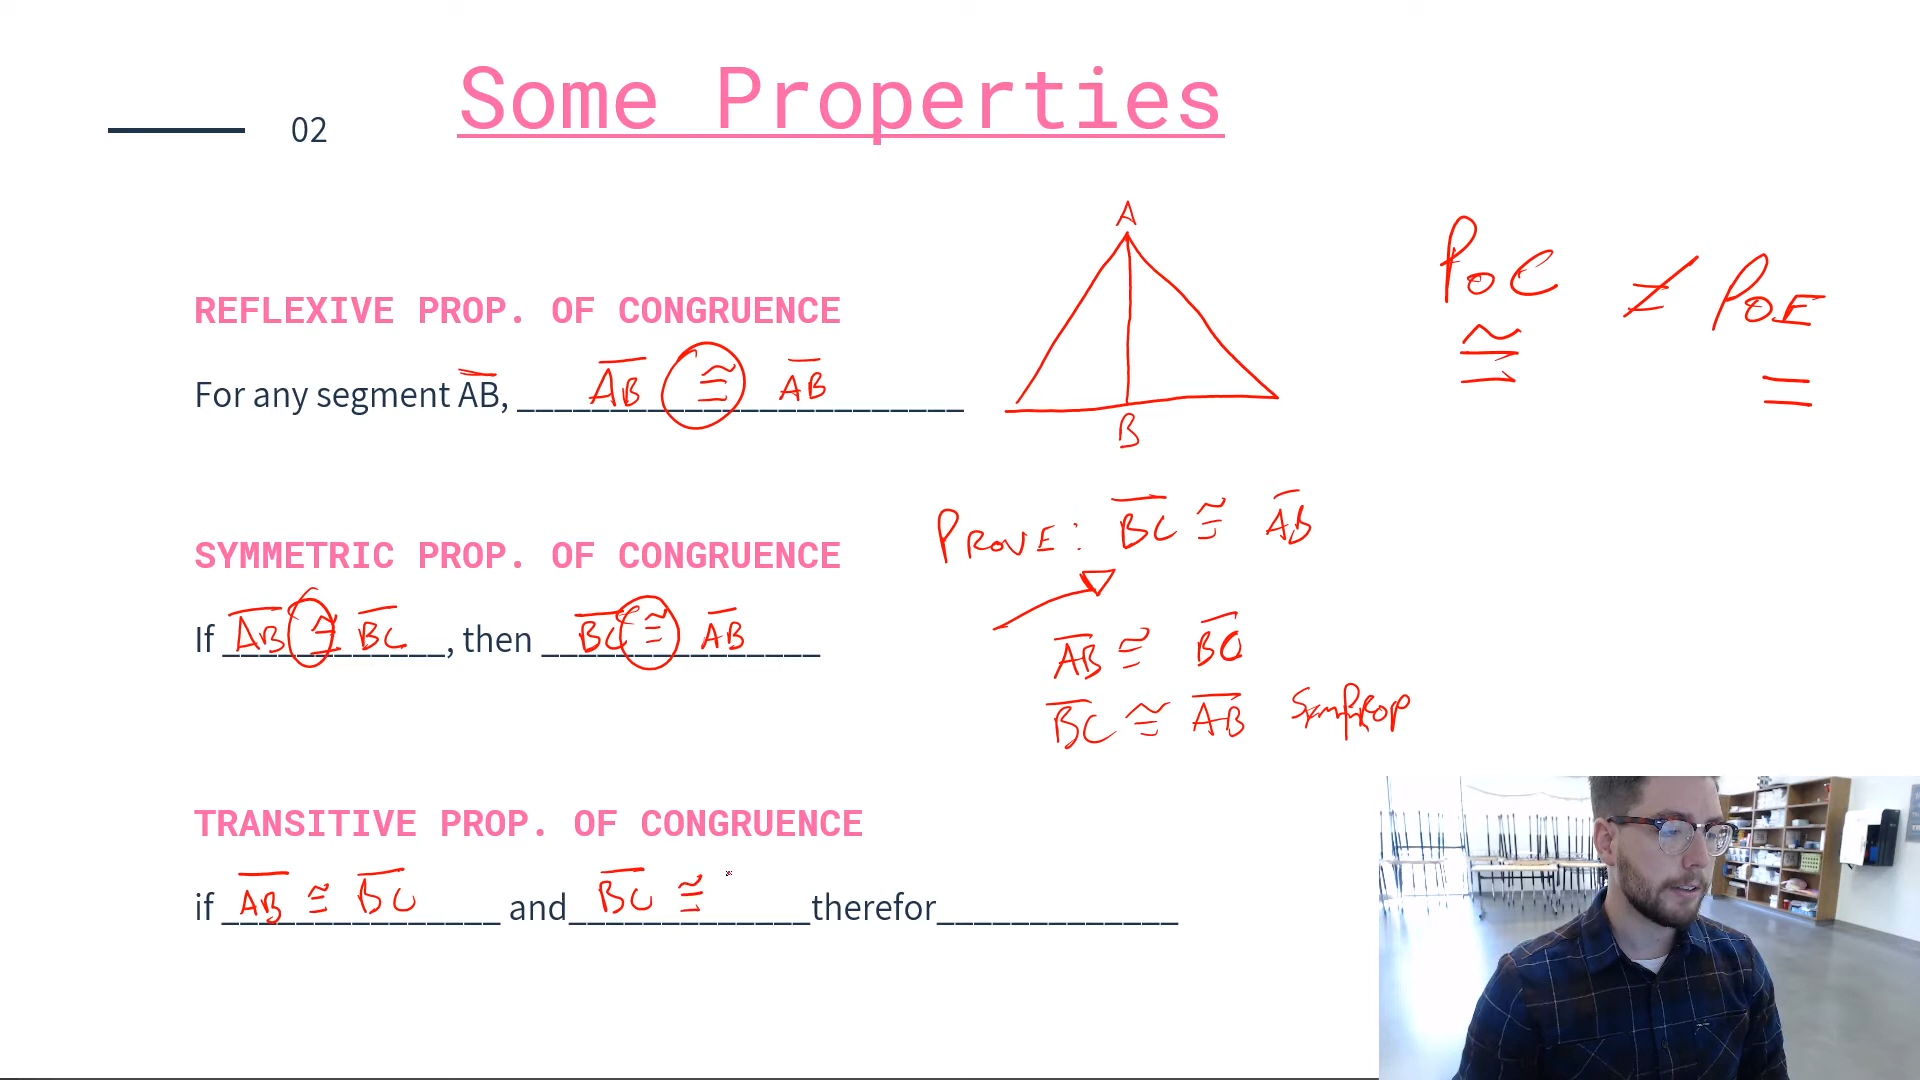 02
Some Properties
REFLEXIVE PROP. OF CONGRUENCE
For any segment AB, AB ≅ AB
SYMMETRIC PROP. OF CONGRUENCE
If AB ≅ BC, then BC ≅ AB
TRANSITIVE PROP. OF CONGRUENCE
if AB ≅ BC and BC ≅ therefor
A
B
PROVE: BC ≅ AB
AB ≅ BC
BC ≅ AB Symm Prop
POC ≠ POE
≅ =